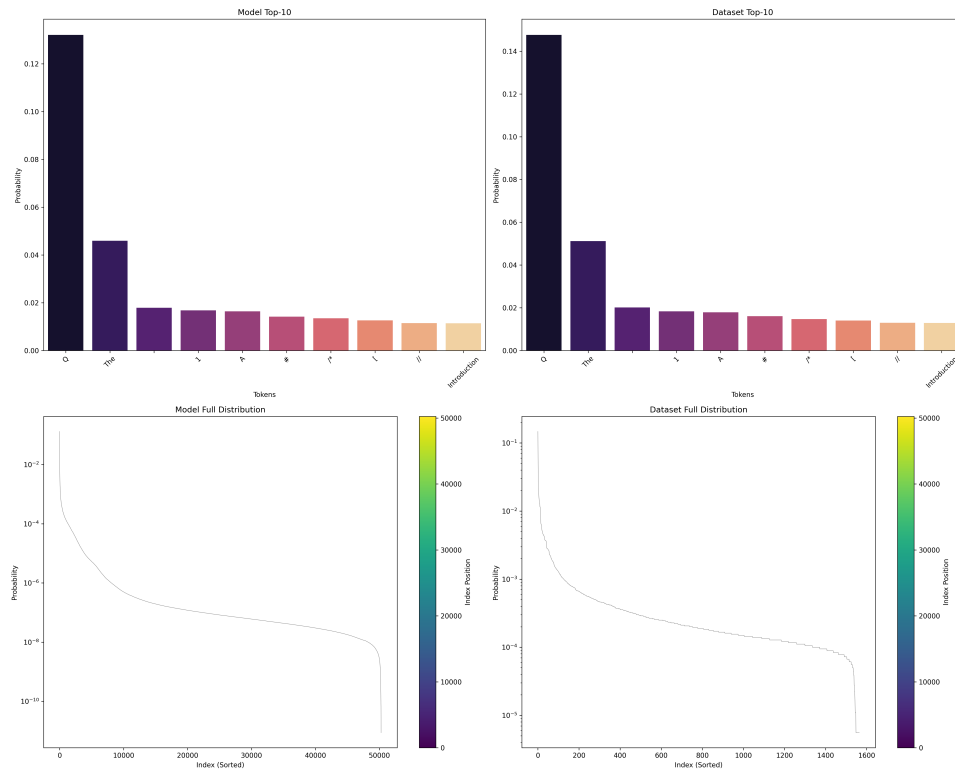 Model Top-10
Probability
0.12
0.10
0.08
0.06
0.04
0.02
0.00
Q
The
1
A
#
/*
[
//
Introduction
Tokens
Dataset Top-10
Probability
0.14
0.12
0.10
0.08
0.06
0.04
0.02
0.00
Q
The
1
A
#
/*
[
//
Introduction
Tokens
Model Full Distribution
Probability
10⁻²
10⁻⁴
10⁻⁶
10⁻⁸
10⁻¹⁰
0
10000
20000
30000
40000
50000
Index (Sorted)
50000
40000
30000
20000
10000
0
Index Position
Dataset Full Distribution
Probability
10⁻¹
10⁻²
10⁻³
10⁻⁴
10⁻⁵
0
200
400
600
800
1000
1200
1400
1600
Index (Sorted)
50000
40000
30000
20000
10000
0
Index Position